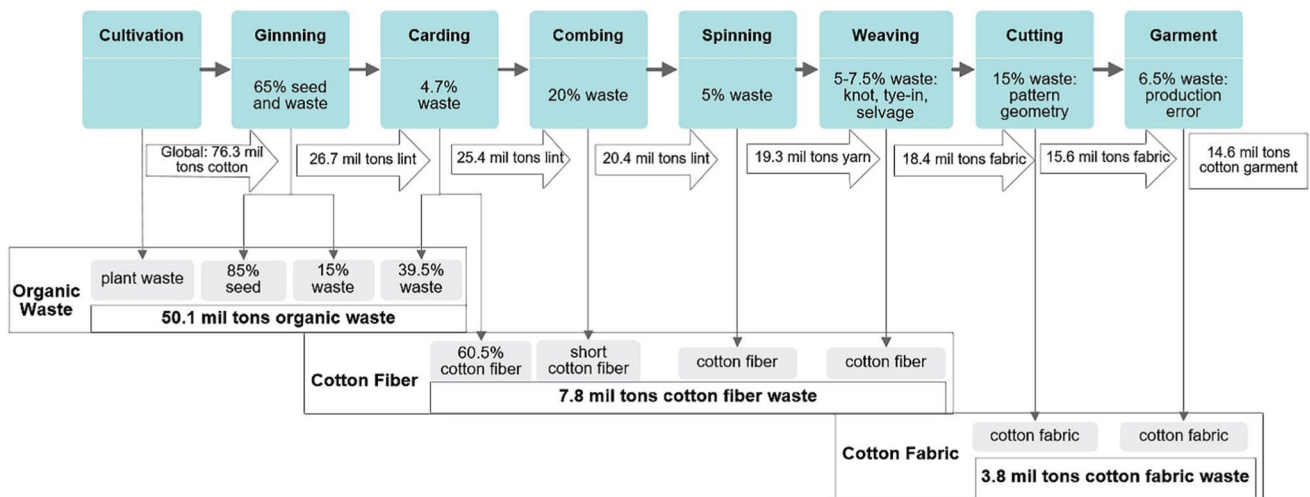 Cultivation
Ginnning
Carding
Combing
Spinning
Weaving
Cutting
Garment
65% seed
and waste
4.7%
waste
20% waste
5% waste
5-7.5% waste:
knot, tye-in,
selvage
15% waste:
pattern
geometry
6.5% waste:
production
error
Global: 76.3 mil
tons cotton
26.7 mil tons lint
25.4 mil tons lint
20.4 mil tons lint
19.3 mil tons yarn
18.4 mil tons fabric
15.6 mil tons fabric
14.6 mil tons
cotton garment
Organic
Waste
plant waste
85%
seed
15%
waste
39.5%
waste
50.1 mil tons organic waste
Cotton Fiber
60.5%
cotton fiber
short
cotton fiber
cotton fiber
cotton fiber
7.8 mil tons cotton fiber waste
Cotton Fabric
cotton fabric
cotton fabric
3.8 mil tons cotton fabric waste